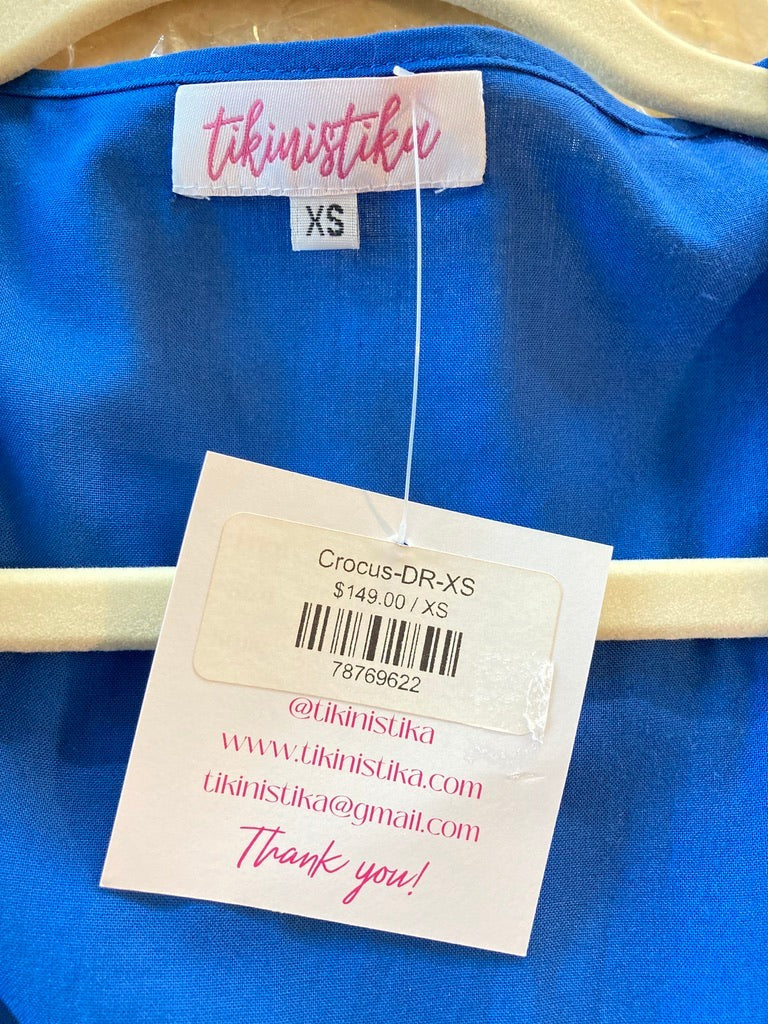 tikinistika
XS
Crocus-DR-XS
$149.00 / XS
78769622
@tikinistika
www.tikinistika.com
tikinistika@gmail.com
Thank you!